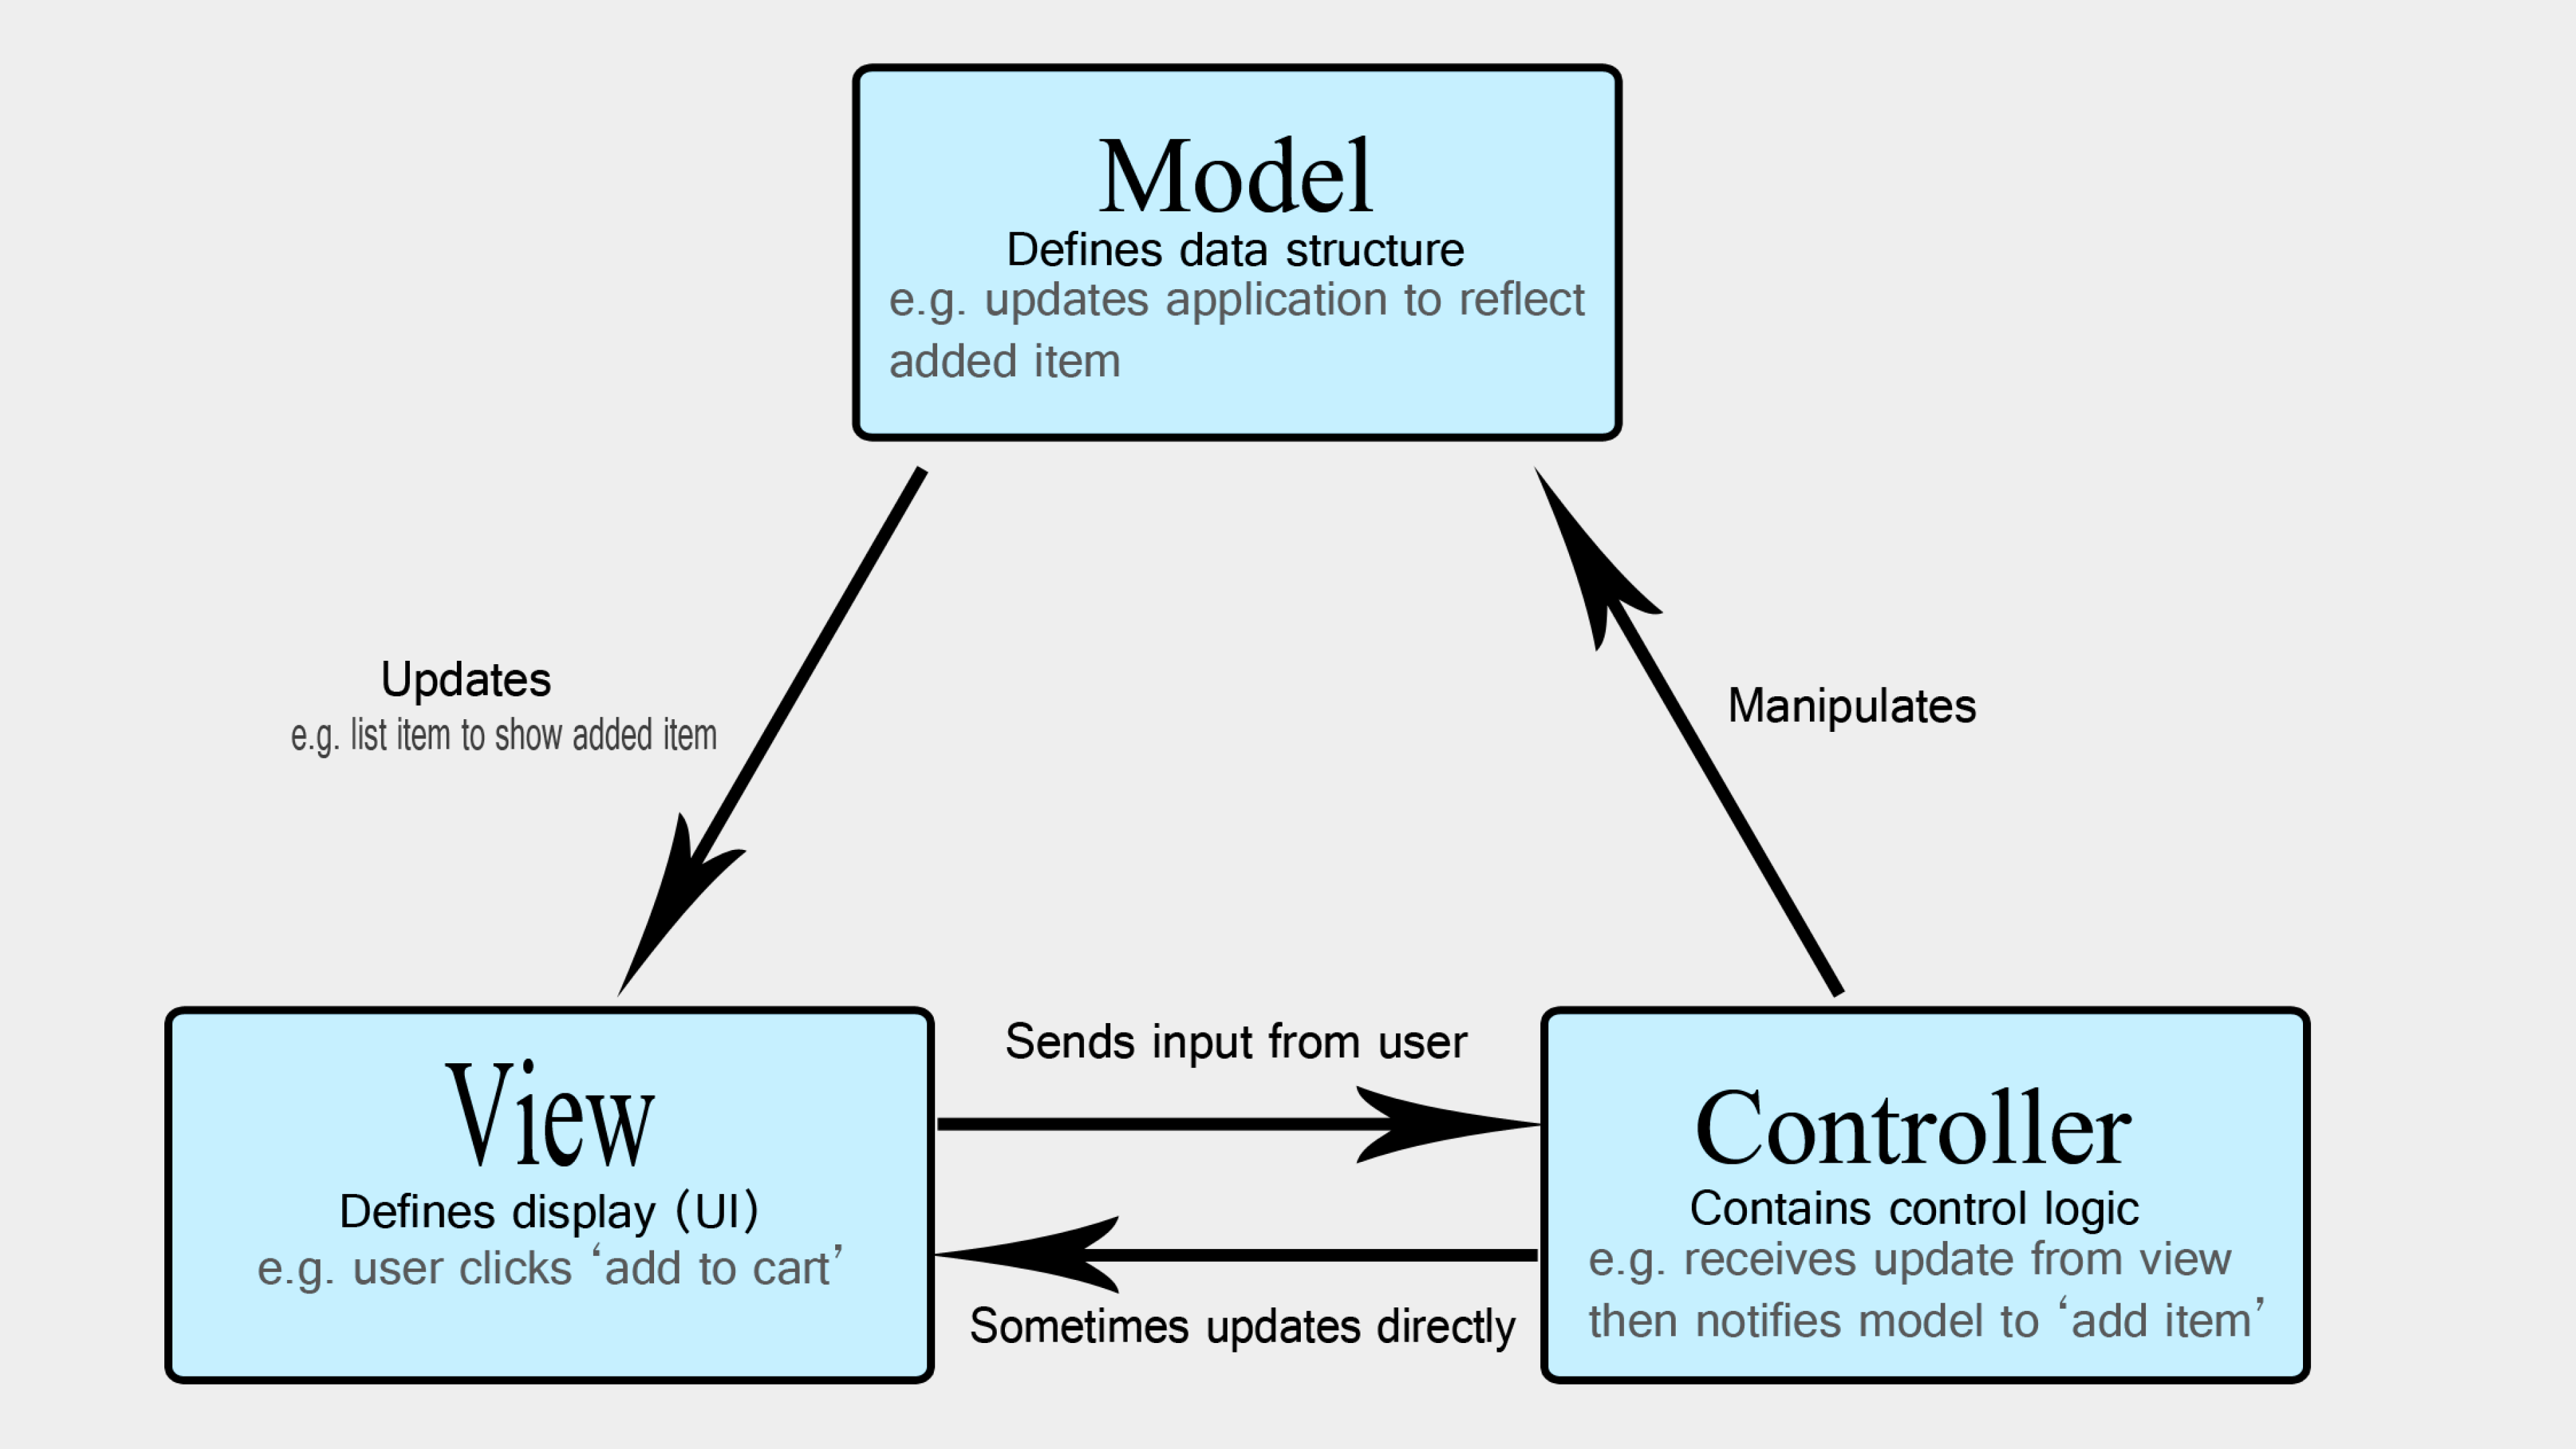 Model
Defines data structure
e.g. updates application to reflect
added item
Updates
e.g. list item to show added item
Manipulates
View
Defines display (UI)
e.g. user clicks ‘add to cart’
Sends input from user
Sometimes updates directly
Controller
Contains control logic
e.g. receives update from view
then notifies model to ‘add item’